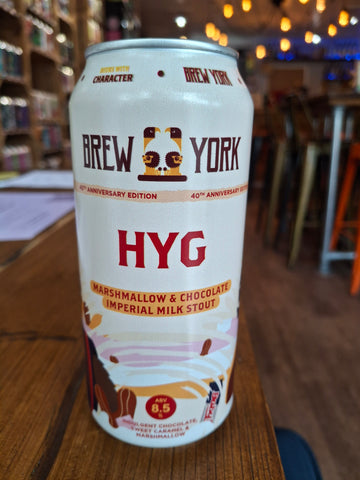 BEERS WITH
CHARACTER
BREW YORK
BREW YORK
40TH ANNIVERSARY EDITION 40TH ANNIVERSARY EDITION
HYG
MARSHMALLOW & CHOCOLATE
IMPERIAL MILK STOUT
ABV
8.5
%
INDULGENT CHOCOLATE,
SWEET CARAMEL &
MARSHMALLOW